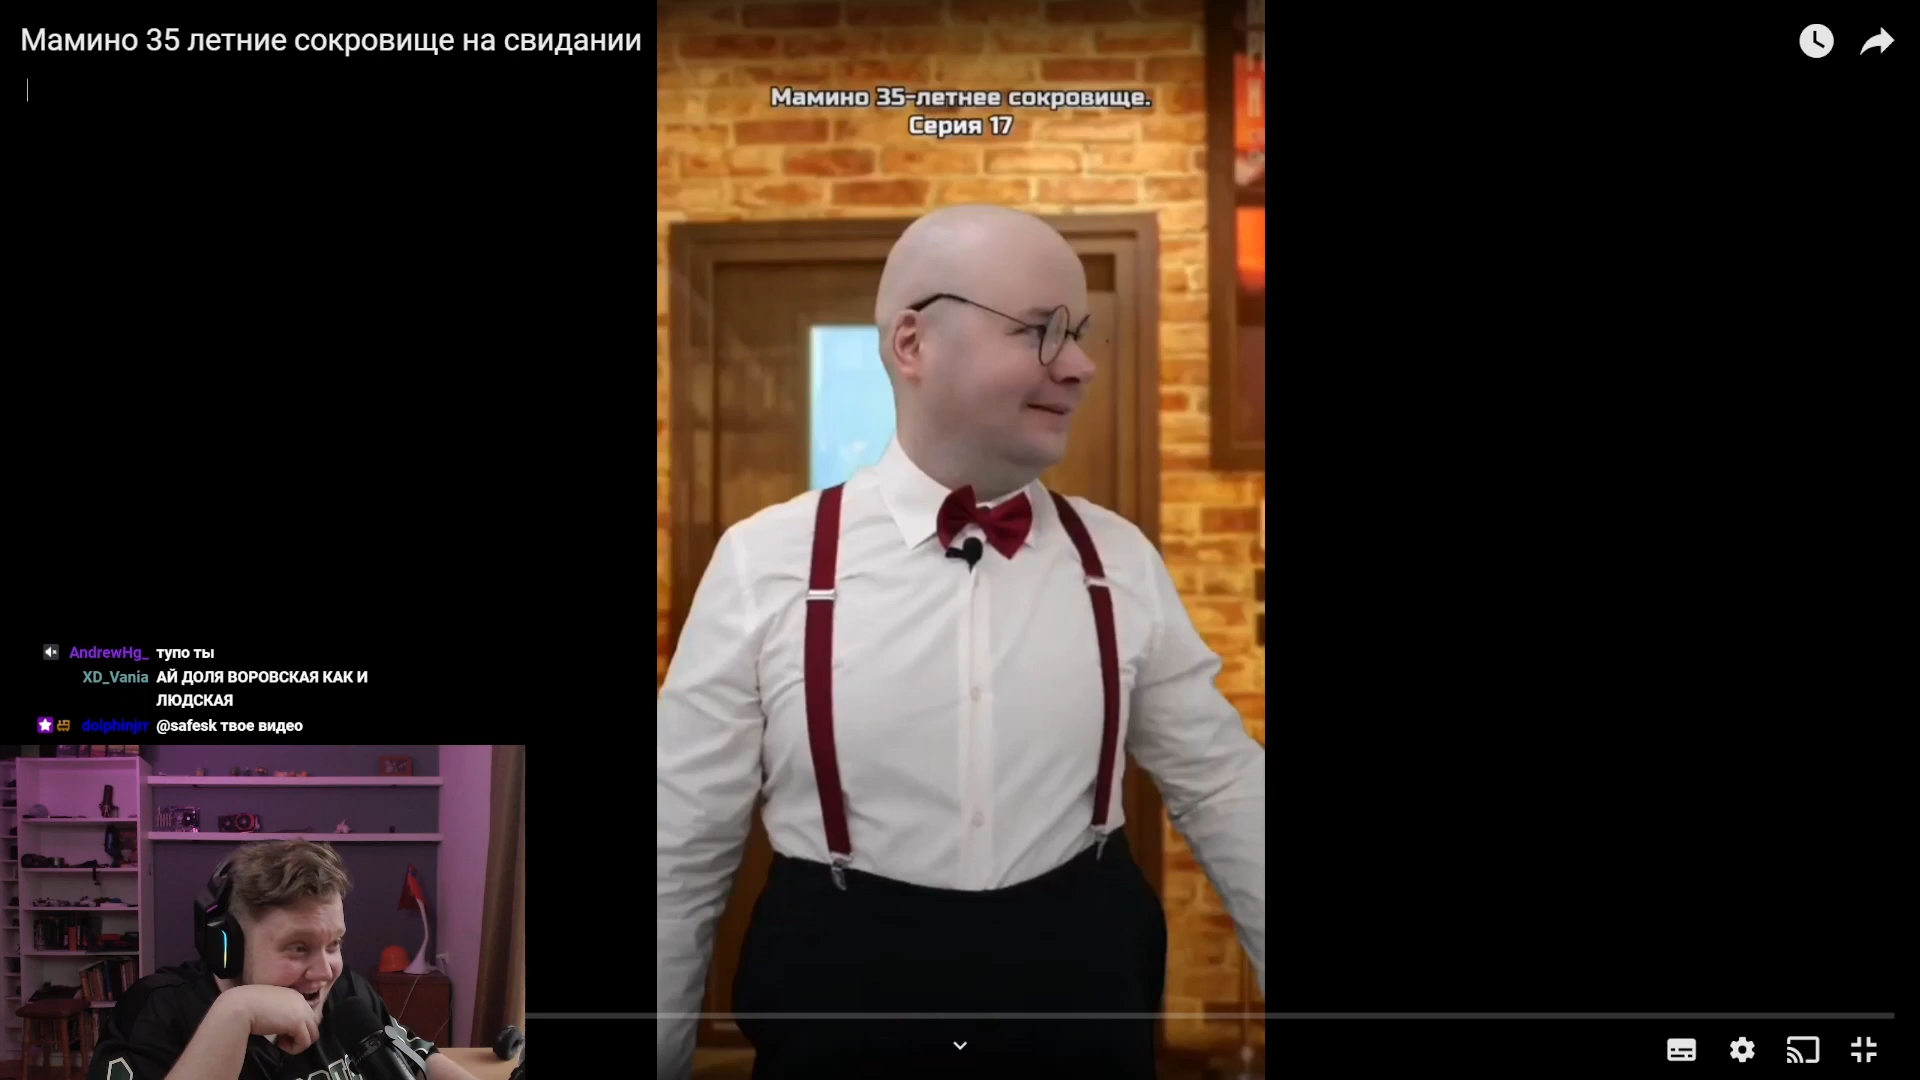 Мамино 35 летние сокровище на свидании
Мамино 35-летнее сокровище.
Серия 17
AndrewHg_ тупо ты
XD_Vania АЙ ДОЛЯ ВОРОВСКАЯ КАК И
ЛЮДСКАЯ
dolphinjrr @safesk твое видео